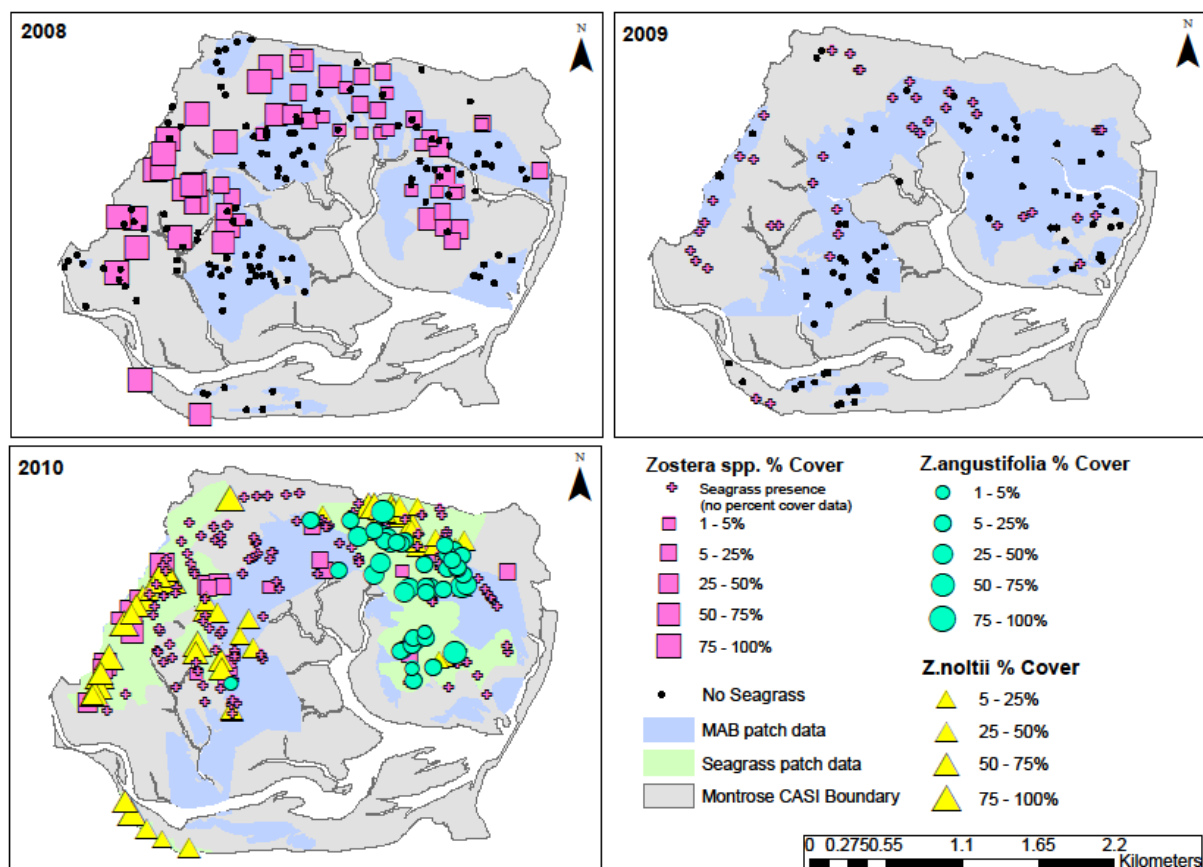 2008
N
2009
N
2010
N
Zostera spp. % Cover
Seagrass presence
(no percent cover data)
1 - 5%
5 - 25%
25 - 50%
50 - 75%
75 - 100%
No Seagrass
MAB patch data
Seagrass patch data
Montrose CASI Boundary
Z.angustifolia % Cover
1 - 5%
5 - 25%
25 - 50%
50 - 75%
75 - 100%
Z.noltii % Cover
5 - 25%
25 - 50%
50 - 75%
75 - 100%
0 0.2750.55 1.1 1.65 2.2
Kilometers